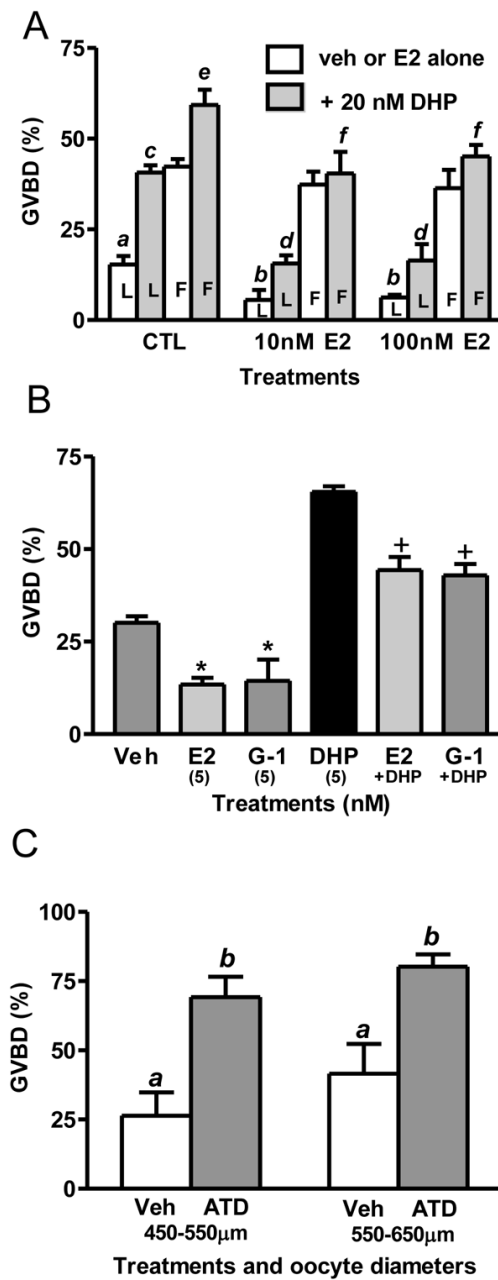 A
75
50
25
0
GVBD (%)
veh or E2 alone
+ 20 nM DHP
a
c
e
b
d
f
b
d
f
L
L
F
F
L
L
F
F
L
L
F
F
CTL
10nM E2
100nM E2
Treatments
B
75
50
25
0
GVBD (%)
*
*
+
+
Veh
E2
G-1
DHP
E2
G-1
(5)
(5)
(5)
+DHP
+DHP
Treatments (nM)
C
100
75
50
25
0
GVBD (%)
a
b
a
b
Veh
ATD
Veh
ATD
450-550μm
550-650μm
Treatments and oocyte diameters